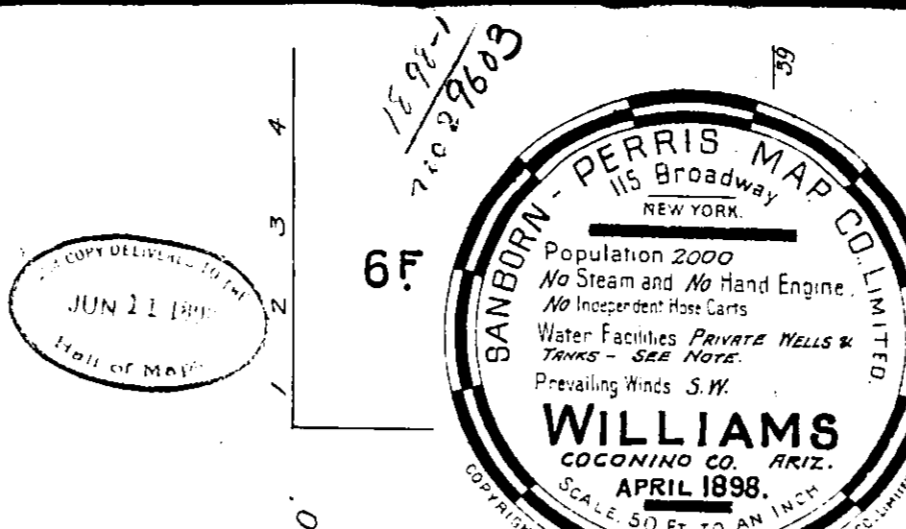 1898-1
no 29603
59
4
3
2
1
6F.
COPY DELIVERED TO THE
JUN 21
Hall of Maps
SANBORN-PERRIS MAP CO., LIMITED.
115 Broadway
NEW YORK.
Population 2000
No Steam and No Hand Engine.
No Independent Hose Carts
Water Facilities PRIVATE WELLS &
TANKS - SEE NOTE.
Prevailing Winds S.W.
WILLIAMS
COCONINO CO. ARIZ.
APRIL 1898.
SCALE. 50 FT. TO AN INCH
0